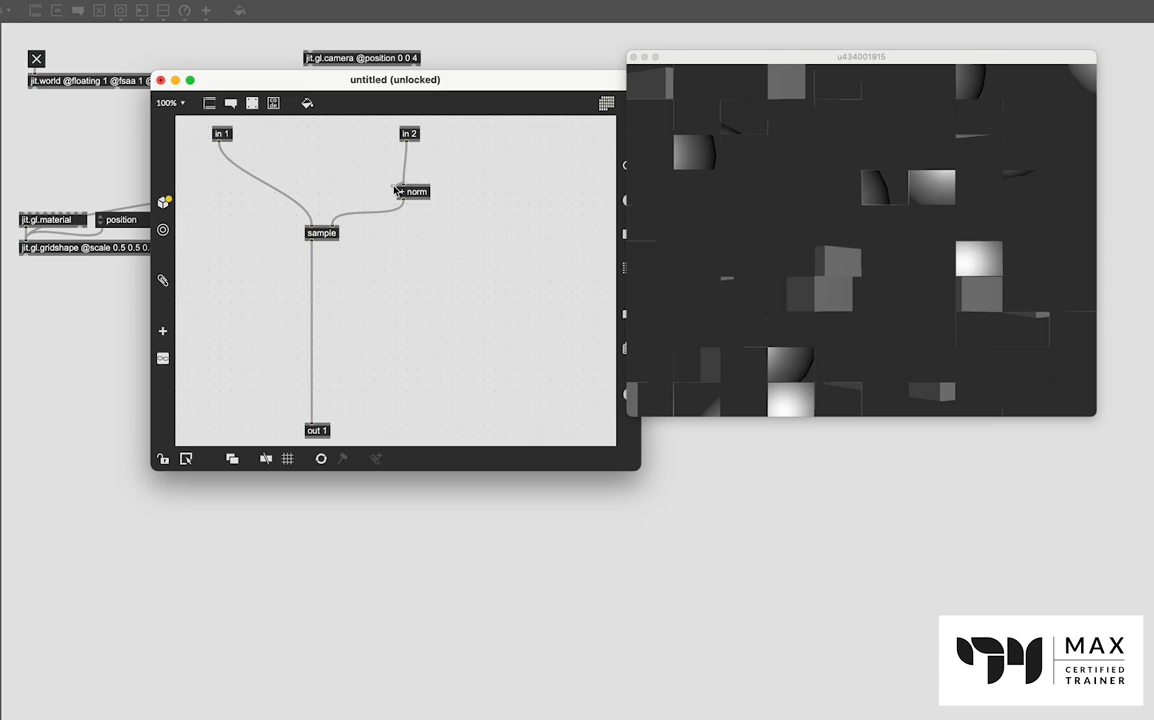 jit.gl.camera @position 0 0 4
u434001915
jit.world @floating 1 @fsaa 1 @
untitled (unlocked)
100%
in 1
in 2
+ norm
jit.gl.material
position
sample
jit.gl.gridshape @scale 0.5 0.5 0.
out 1
MAX
CERTIFIED
TRAINER